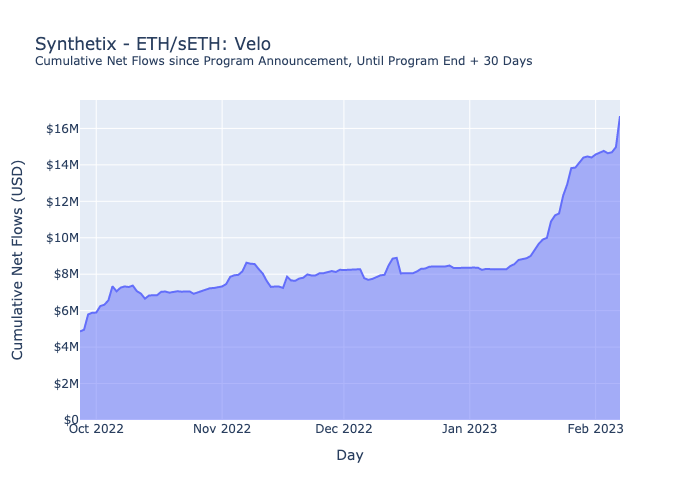 Synthetix - ETH/sETH: Velo
Cumulative Net Flows since Program Announcement, Until Program End + 30 Days
Cumulative Net Flows (USD)
$16M
$14M
$12M
$10M
$8M
$6M
$4M
$2M
$0
Oct 2022 Nov 2022 Dec 2022 Jan 2023 Feb 2023
Day